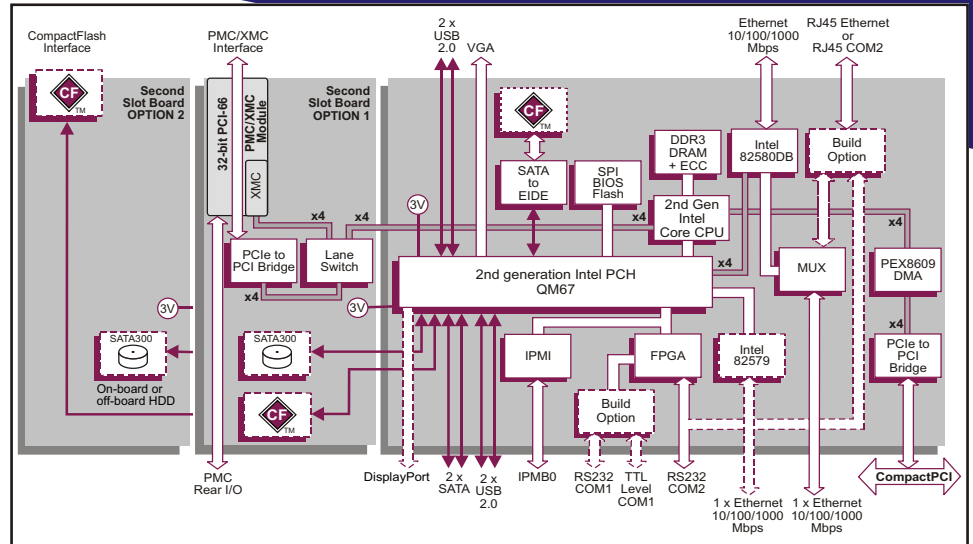 CompactFlash
Interface
PMC/XMC
Interface
2 x
USB
2.0
VGA
Ethernet
10/100/1000
Mbps
RJ45 Ethernet
or
RJ45 COM2
Second
Slot Board
OPTION 2
CF
TM
32-bit PCI-66
PMC/XMC
Module
XMC
Second
Slot Board
OPTION 1
CF
TM
DDR3
DRAM
+ ECC
Intel
82580DB
Build
Option
SATA
to
EIDE
SPI
BIOS
Flash
2nd Gen
Intel
Core CPU
3V
x4
x4
x4
PCIe to
PCI Bridge
Lane
Switch
x4
2nd generation Intel PCH
QM67
x4
MUX
PEX8609
DMA
3V
3V
x4
SATA300
On-board or
off-board HDD
SATA300
CF
TM
IPMI
FPGA
Intel
82579
PCIe to
PCI
Bridge
Build
Option
PMC
Rear I/O
DisplayPort
2 x
SATA
2 x
USB
2.0
IPMB0
RS232
COM1
TTL
Level
COM1
RS232
COM2
1 x Ethernet
10/100/1000
Mbps
1 x Ethernet
10/100/1000
Mbps
CompactPCI